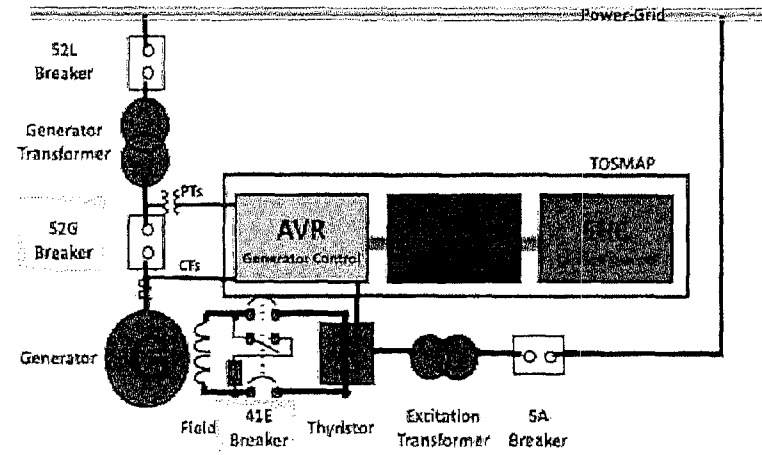 Power Grid
52L
Breaker
Generator
Transformer
TOSMAP
PTs
52G
Breaker
AVR
Generator Control
CTs
Generator
G
Field
41E
Breaker
Thyristor
Excitation
Transformer
5A
Breaker